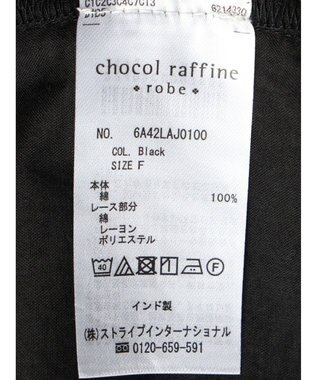 C1C2C3C4C7C13
chocol raffine
robe
NO. 6A42LAJ0100
COL. Black
SIZE F
本体
綿 100%
レース部分
綿
レーヨン
ポリエステル
40
F
インド製
(株)ストライプインターナショナル
0120-659-591